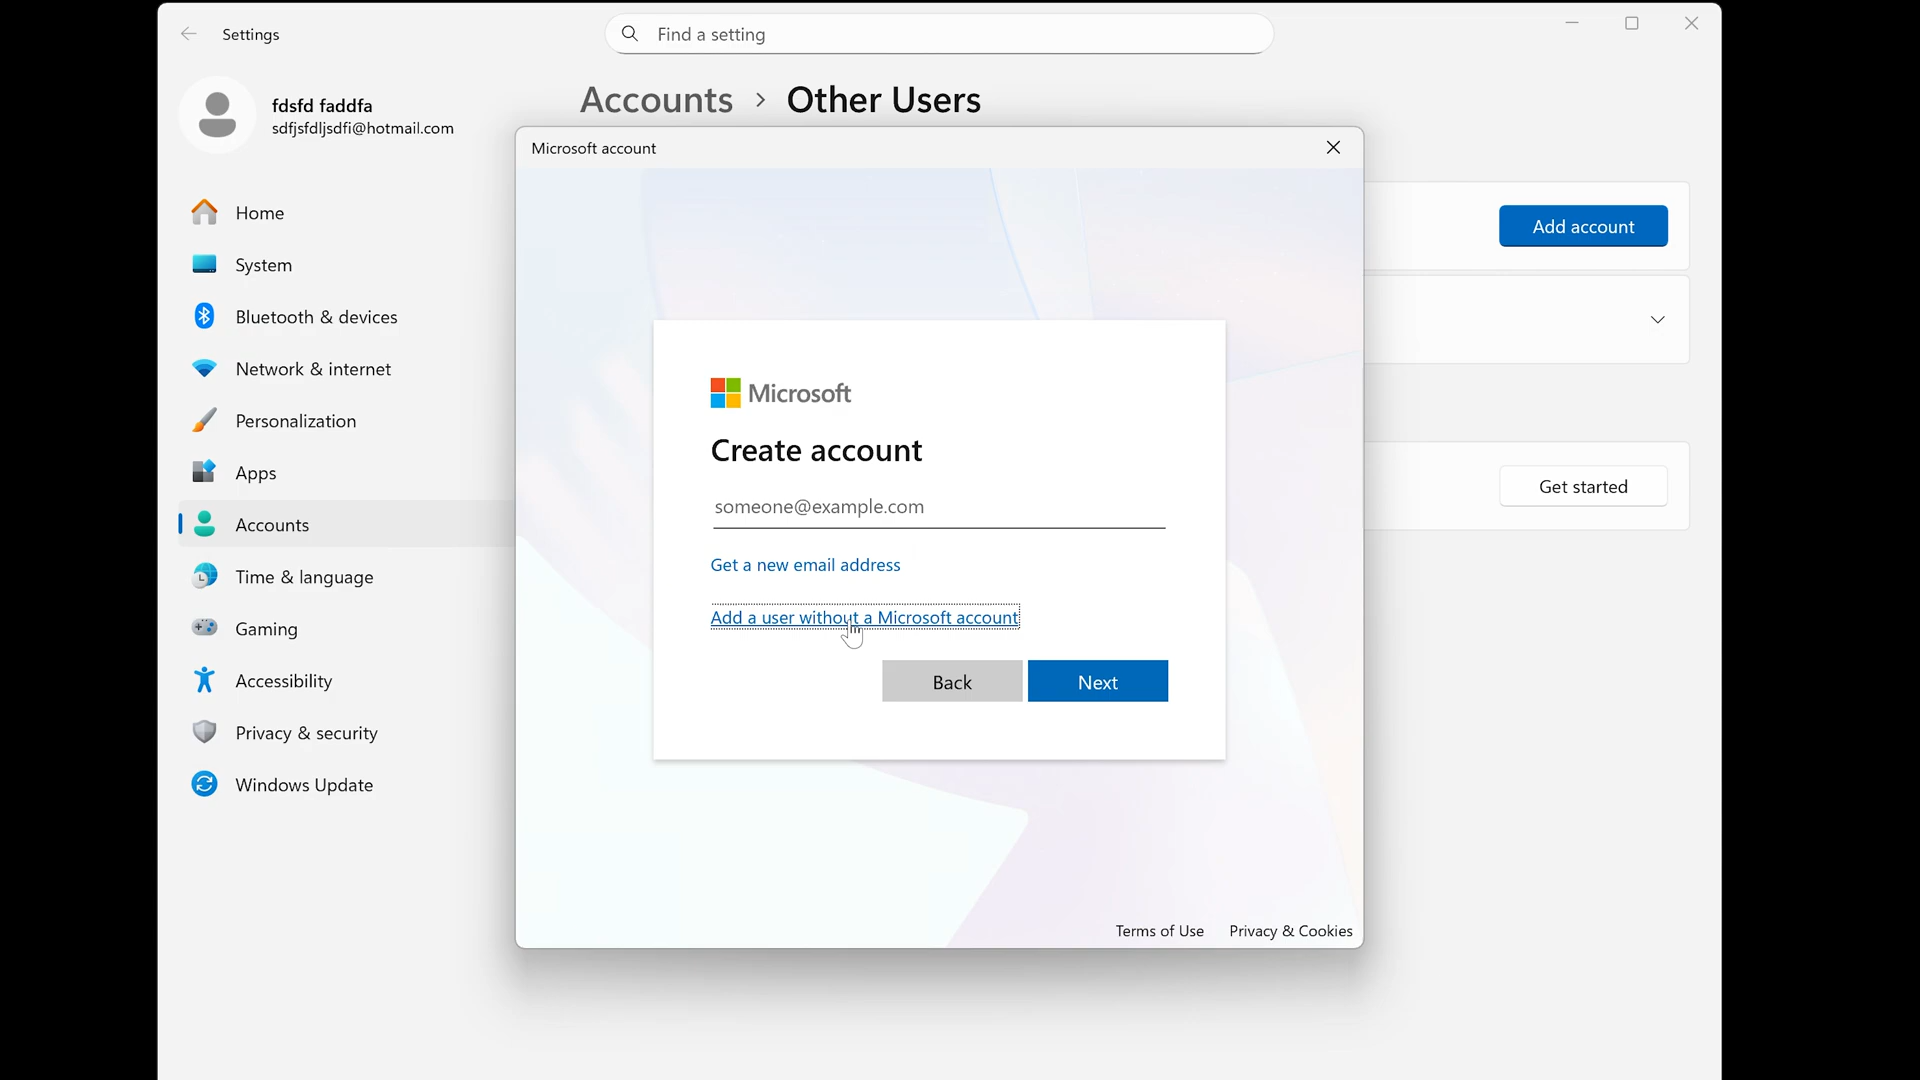 Settings
Find a setting
fdsfd faddfa
sdfjsfdljsdfi@hotmail.com
Accounts > Other Users
Microsoft account
Home
System
Bluetooth & devices
Network & internet
Personalization
Apps
Accounts
Time & language
Gaming
Accessibility
Privacy & security
Windows Update
Add account
Get started
Microsoft
Create account
someone@example.com
Get a new email address
Add a user without a Microsoft account
Back
Next
Terms of Use
Privacy & Cookies